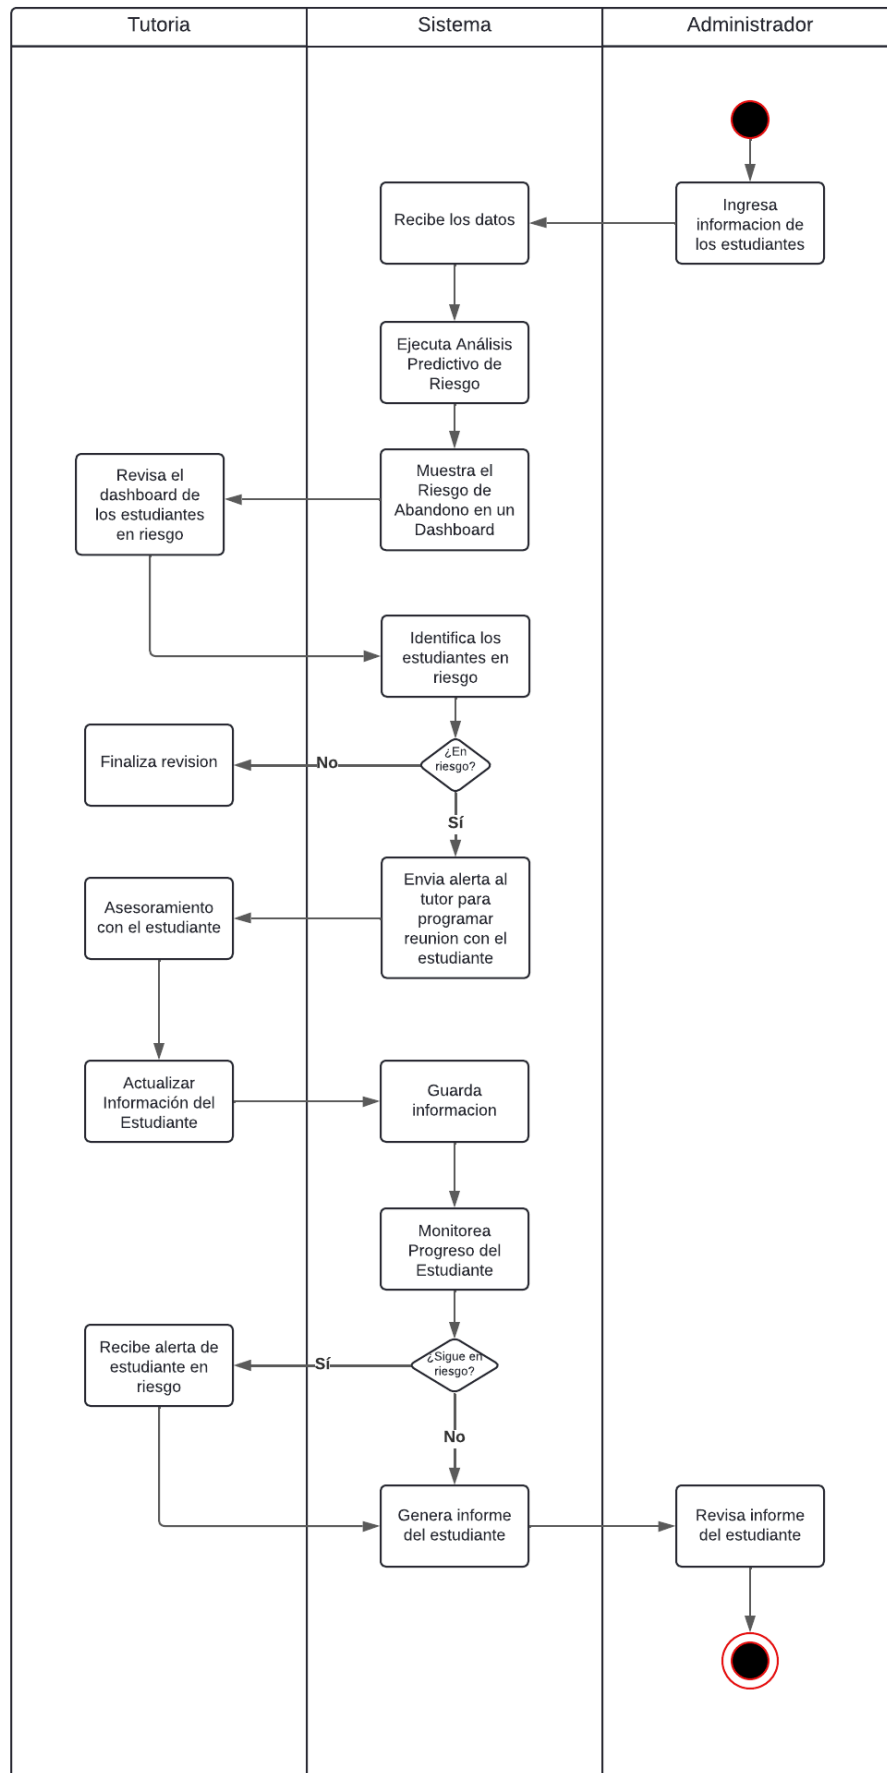 Tutoria
Sistema
Administrador
Ingresa
informacion de
los estudiantes
Recibe los datos
Ejecuta Análisis
Predictivo de
Riesgo
Muestra el
Riesgo de
Abandono en un
Dashboard
Revisa el
dashboard de
los estudiantes
en riesgo
Identifica los
estudiantes en
riesgo
¿En
riesgo?
No
Finaliza revision
Sí
Envia alerta al
tutor para
programar
reunion con el
estudiante
Asesoramiento
con el estudiante
Actualizar
Información del
Estudiante
Guarda
informacion
Monitorea
Progreso del
Estudiante
¿Sigue en
riesgo?
Sí
Recibe alerta de
estudiante en
riesgo
No
Genera informe
del estudiante
Revisa informe
del estudiante